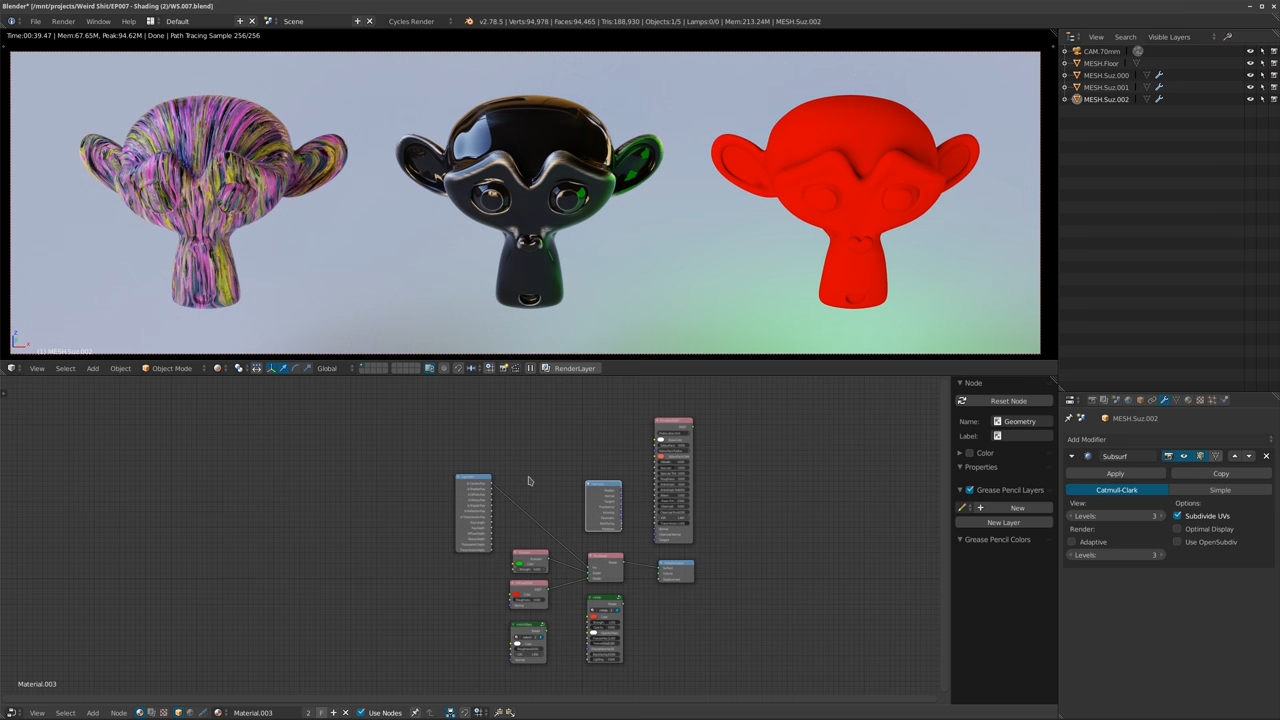 Blender* [/mnt/projects/Weird Shit/EP007 - Shading (2)/WS.007.blend]
File Render Window Help Default Scene Cycles Render v2.78.5 | Verts:94,978 | Faces:94,465 | Tris:188,930 | Objects:1/5 | Lamps:0/0 | Mem:213.24M | MESH.Suz.002
Time:00:39.47 | Mem:67.65M, Peak:94.62M | Done | Path Tracing Sample 256/256
View Search Visible Layers
CAM.70mm
MESH.Floor
MESH.Suz.000
MESH.Suz.001
MESH.Suz.002
(1) MESH.Suz.002
View Select Add Object Object Mode Global RenderLayer
Node
Reset Node
Name: Geometry
Label:
Color
Properties
Grease Pencil Layers
New
New Layer
Grease Pencil Colors
MESH.Suz.002
Add Modifier
Subsurf
Apply Copy
Catmull-Clark Simple
View: Options:
Levels: 3 Subdivide UVs
Render: Optimal Display
Adaptive Use OpenSubdiv
Levels: 3
Material.003
View Select Add Node Material.003 2 F Use Nodes